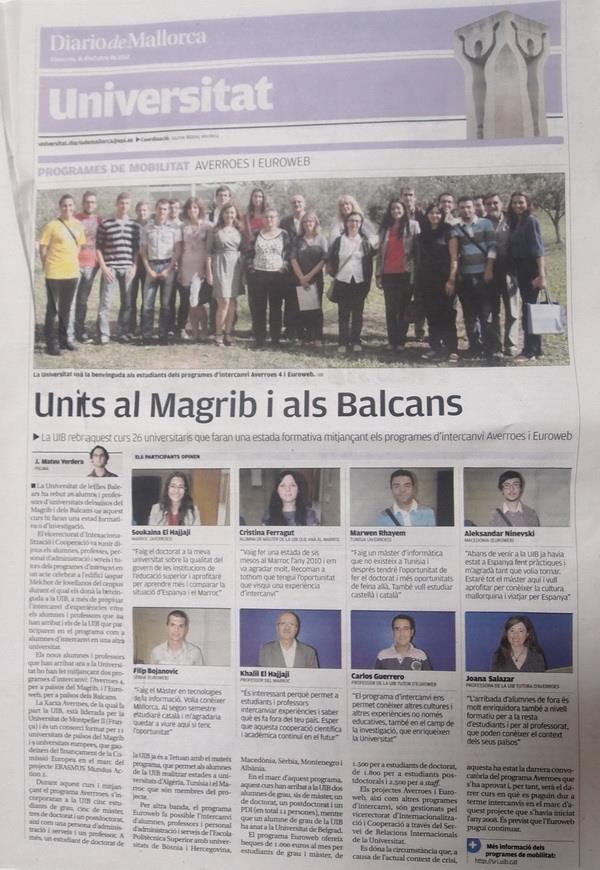 Diario de Mallorca
Universitat
PROGRAMES DE MOBILITAT AVERROES I EUROWEB
La Universitat donà la benvinguda als estudiants dels programes d'intercanvi Averroes 4 i Euroweb.
Units al Magrib i als Balcans
La UIB rebrà aquest curs 26 universitaris que faran una estada formativa mitjançant els programes d'intercanvi Averroes i Euroweb
J. Mateu Verdera
PALMA
La Universitat de les Illes Balears
ha rebut 26 alumnes i professors
d'universitats de països del
Magrib i dels Balcans que aquest
curs hi faran una estada formativa
o d'investigació.
El vicerectorat de Internacionalització
i Cooperació va reunir
els alumnes, professes, personal
d'administració i serveis i tutors
dels programes d'intercanvi en
un acte celebrat a l'edifici Gaspar
Melchor de Jovellanos del campus
durant el qual els donà la benvinguda
a la UIB, a més de propiciar
l'intercanvi d'experiències entre
els alumnes i professors que
han arribat i els de la UIB que participaren
en el programa com a
alumnes d'intercanvi en una altra
universitat.
Els nous alumnes i professors
que han arribat ara a la Universitat
ho han fet mitjançant dos programes
d'intercanvi: l'Averroes 4,
per a països del Magrib, i l'Euroweb,
per a països dels Balcans.
La Xarxa Averroes, de la qual fa
part la UIB, està liderada per la
Universitat de Montpeller II (França)
i és un consorci format per 11
universitats de països del Magrib
i 9 universitats europees, que gaudeixen
del finançament de la Comissió
Europea en el marc del
projecte ERASMUS Mundus Action
2.
Durant aquest curs i mitjançant
el programa Averroes, s'incorporaran
a la UIB cinc estudiants
de grau, cinc de màster,
tres de doctorat i un postdoctorat,
així com una persona d'administració
i serveis i un professor. A
més, un estudiant de doctorat de
ELS PARTICIPANTS OPINEN
Soukaina El Hajjaji
MARROC (AVERROES)
"Faig el doctorat a la meva
universitat sobre la qualitat del
govern de les institucions de
l'educació superior i aprofitaré
per aprendre més i comparar la
situació d'Espanya i el Marroc"
Cristina Ferragut
ALUMNA DE MÀSTER DE LA UIB QUE VA ANAR AL MARROC
"Vaig fer una estada de sis
mesos al Marroc l'any 2010 i em
va agradar molt. Recoman a
tothom que tengui l'oportunitat
que visqui una experiència
d'intercanvi"
Marwen Rhayem
TUNÍSIA (AVERROES)
"Faig un màster d'informàtica
que no existeix a Tunísia i
després tendré l'oportunitat de
fer el doctorat i més oportunitats
de feina allà. També vull estudiar
castellà i català"
Aleksandar Ninevski
MACEDÒNIA (EUROWEB)
"Abans de venir a la UIB ja havia
estat a Espanya fent pràctiques i
m'agradà tant que volia tornar.
Estaré tot el màster aquí i vull
aprofitar per conèixer la cultura
mallorquina i viatjar per Espanya"
Filip Bojanovic
SÈRBIA (EUROWEB)
"Faig el Màster en tecnologies
de la informació. Volia conèixer
Mallorca. Al segon semestre
estudiaré català i m'agradaria
quedar a viure aquí si tenc
l'oportunitat"
Khalil El Hajjaji
PROFESSOR DEL MARROC
"És interessant perquè permet a
estudiants i professors
intercanviar experiències i saber
què es fa fora del teu país. Esper
que aquesta cooperació científica
i acadèmica continuï en el futur"
Carlos Guerrero
PROFESSOR DE LA UIB TUTOR D'EUROWEB
"El programa d'intercanvi ens
permet conèixer altres cultures i
altres experiències no només
educatives, també en el camp de
la investigació, que enriqueixen
la Universitat"
Joana Salazar
PROFESSORA DE LA UIB TUTORA D'AVERROES
"L'arribada d'alumnes de fora és
molt enriquidora també a nivell
formatiu per a la resta
d'estudiants i per al professorat,
que poden conèixer el context
dels seus països"
la UIB ja és a Tetuan amb el mateix
programa, que permet als alumnes
de la UIB realitzar estades a universitats
d'Algèria, Tunísia i el Marroc
que són membres del projecte.
Per altra banda, el programa
Euroweb fa possible l'intercanvi
d'alumnes, professors i personal
d'administració i serveis de l'Escola
Politècnica Superior amb universitats
de Bòsnia i Hercegovina,
Macedònia, Sèrbia, Montenegro i
Albània.
En el marc d'aquest programa,
aquest curs han arribat a la UIB dos
alumnes de grau, sis de màster, un
de doctorat, un postdoctorat i un
PDI (en total 11 persones), mentre
que un alumne de grau de la UIB
ha anat a la Universitat de Belgrad.
El programa Euroweb ofereix
beques de 1.000 euros al mes per
estudiants de grau i màster, de
1.500 per a estudiants de doctorat,
de 1.800 per a estudiants postdoctorals
i 2.500 per a staff.
Els projectes Averroes i Euroweb,
així com altres programes
d'intercanvi, són gestionats pel
vicerectorat d'Internacionalització
i Cooperació a través del Servei
de Relacions Internacionals
de la Universitat.
Es dóna la circumstància que, a
causa de l'actual context de crisi,
aquesta ha estat la darrera convocatòria
del programa Averroes que
s'ha aprovat i, per tant, serà el darrer
curs en què es puguin dur a
terme intercanvis en el marc d'aquest
projecte que s'havia iniciat
l'any 2008. Es preveu que l'Euroweb
pugui continuar.
Més informació dels
programes de mobilitat:
http://sri.uib.cat